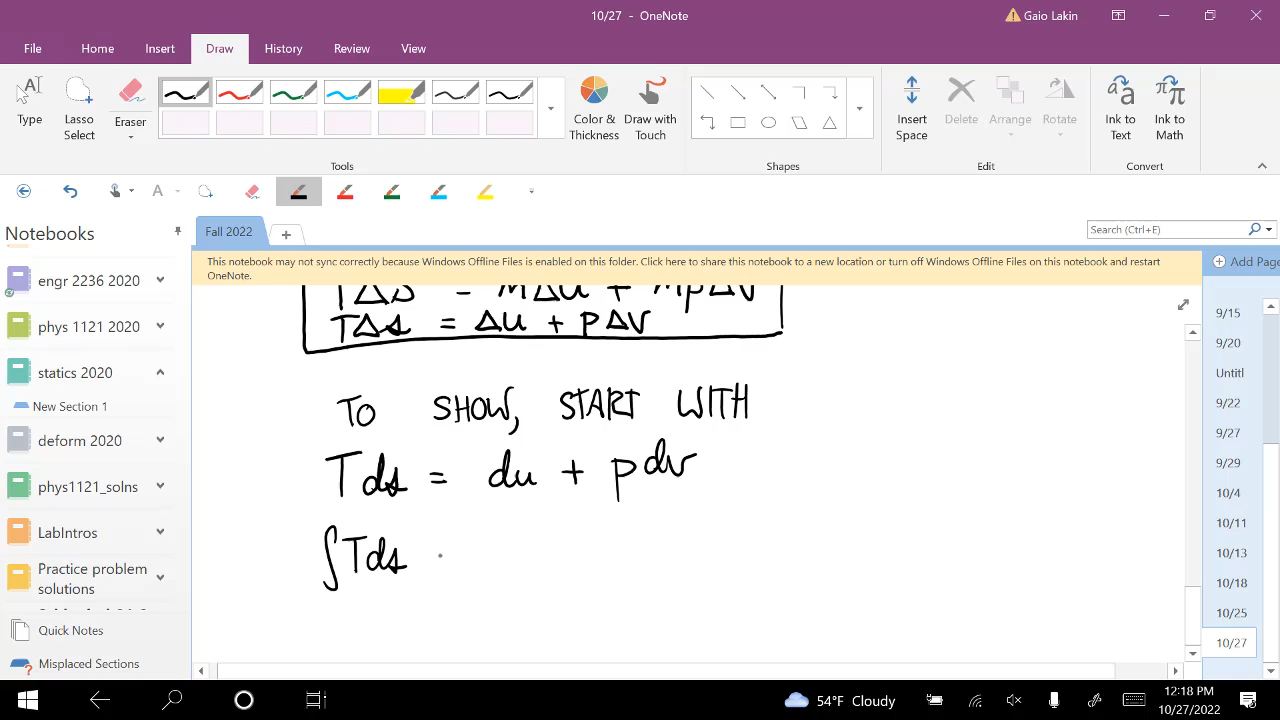 10/27 - OneNote
Gaio Lakin
File Home Insert Draw History Review View
Type
Lasso Select
Eraser
Color & Thickness
Draw with Touch
Insert Space
Delete
Arrange
Rotate
Ink to Text
Ink to Math
Tools
Shapes
Edit
Convert
Notebooks
Fall 2022
Search (Ctrl+E)
This notebook may not sync correctly because Windows Offline Files is enabled on this folder. Click here to share this notebook to a new location or turn off Windows Offline Files on this notebook and restart
OneNote.
Add Page
engr 2236 2020
phys 1121 2020
statics 2020
New Section 1
deform 2020
phys1121_solns
LabIntros
Practice problem
solutions
Quick Notes
Misplaced Sections
TΔS = MΔu + MpΔv
TΔs = Δu + pΔv
TO SHOW, START WITH
Tds = du + pdv
∫Tds
9/15
9/20
Untitl
9/22
9/27
9/29
10/4
10/11
10/13
10/18
10/25
10/27
54°F Cloudy
12:18 PM
10/27/2022